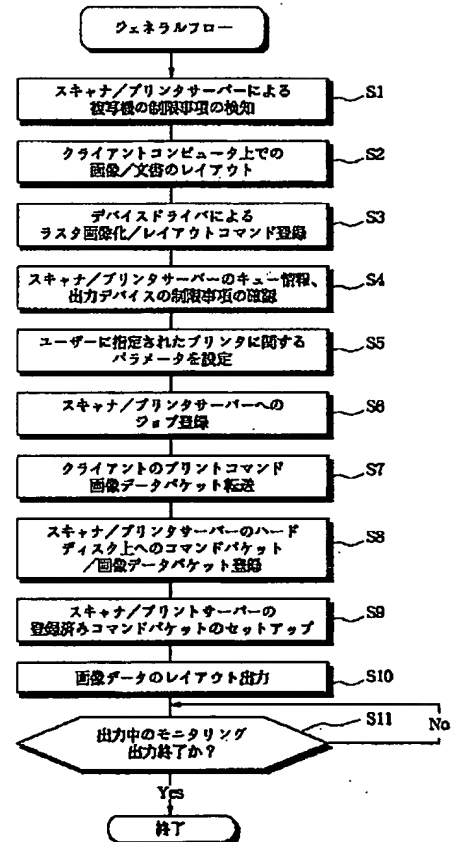 ジェネラルフロー
スキャナ／プリンタサーバーによる
複写機の制限事項の検知
S1
クライアントコンピュータ上での
画像／文書のレイアウト
S2
デバイスドライバによる
ラスタ画像化／レイアウトコマンド登録
S3
スキャナ／プリンタサーバーのキュー情報、
出力デバイスの制限事項の確認
S4
ユーザーに指定されたプリンタに関する
パラメータを設定
S5
スキャナ／プリンタサーバーへの
ジョブ登録
S6
クライアントのプリントコマンド
画像データパケット転送
S7
スキャナ／プリンタサーバーのハード
ディスク上へのコマンドパケット
／画像データパケット登録
S8
スキャナ／プリントサーバーの
登録済みコマンドパケットのセットアップ
S9
画像データのレイアウト出力
S10
出力中のモニタリング
出力終了か？
S11
No
Yes
終了